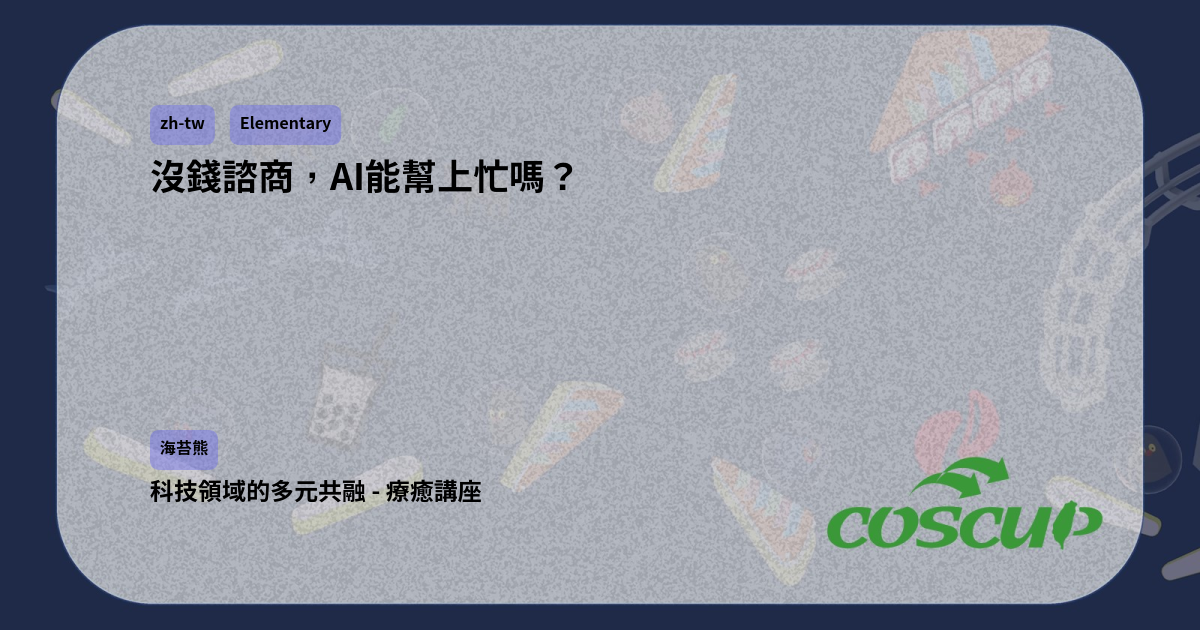 zh-tw Elementary
沒錢諮商，AI能幫上忙嗎？
海苔熊
科技領域的多元共融 - 療癒講座
COSCUP